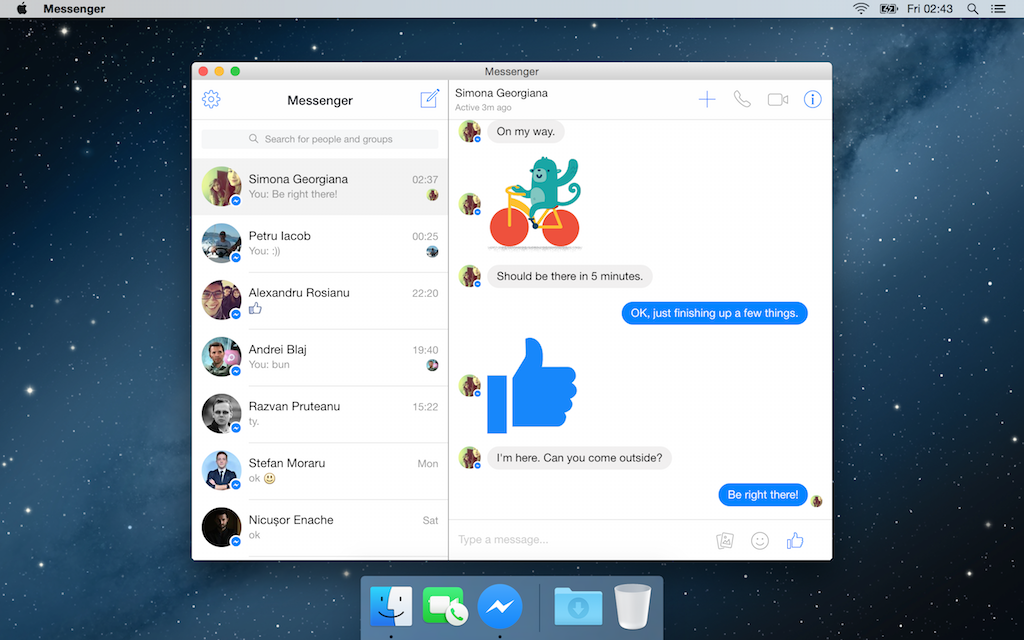 Messenger
Fri 02:43
Messenger
Messenger
Search for people and groups
Simona Georgiana
02:37
You: Be right there!
Petru Iacob
00:25
You: :))
Alexandru Rosianu
22:20
Andrei Blaj
19:40
You: bun
Razvan Pruteanu
15:22
ty.
Stefan Moraru
Mon
ok 😃
Nicușor Enache
Sat
ok
Simona Georgiana
Active 3m ago
On my way.
Should be there in 5 minutes.
OK, just finishing up a few things.
I'm here. Can you come outside?
Be right there!
Type a message...